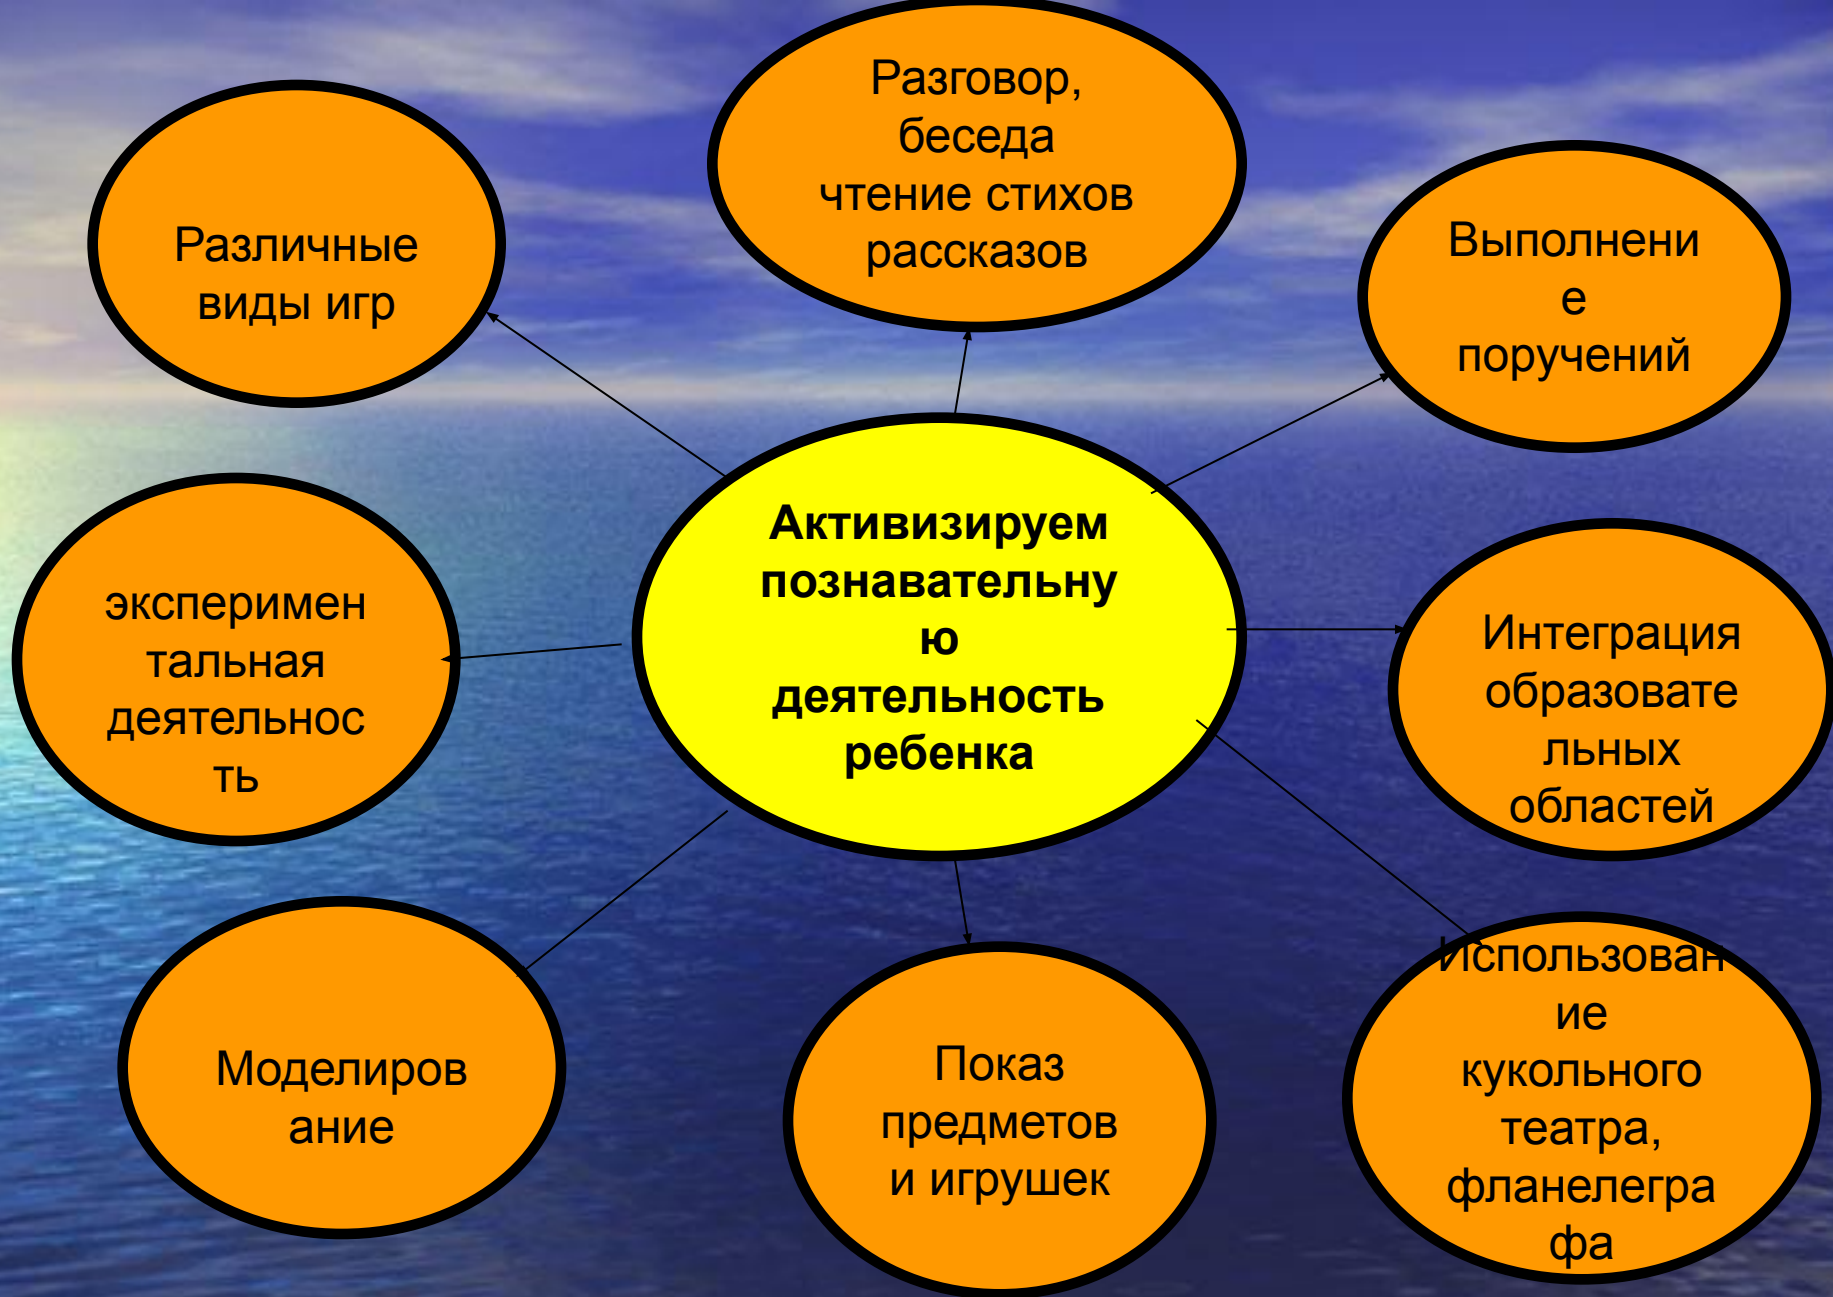 Разговор,
беседа
чтение стихов
рассказов
Различные
виды игр
Выполнени
е
поручений
Активизируем
познавательну
ю
деятельность
ребенка
эксперимен
тальная
деятельнос
ть
Интеграция
образовате
льных
областей
Моделиров
ание
Показ
предметов
и игрушек
Использован
ие
кукольного
театра,
фланелегра
фа